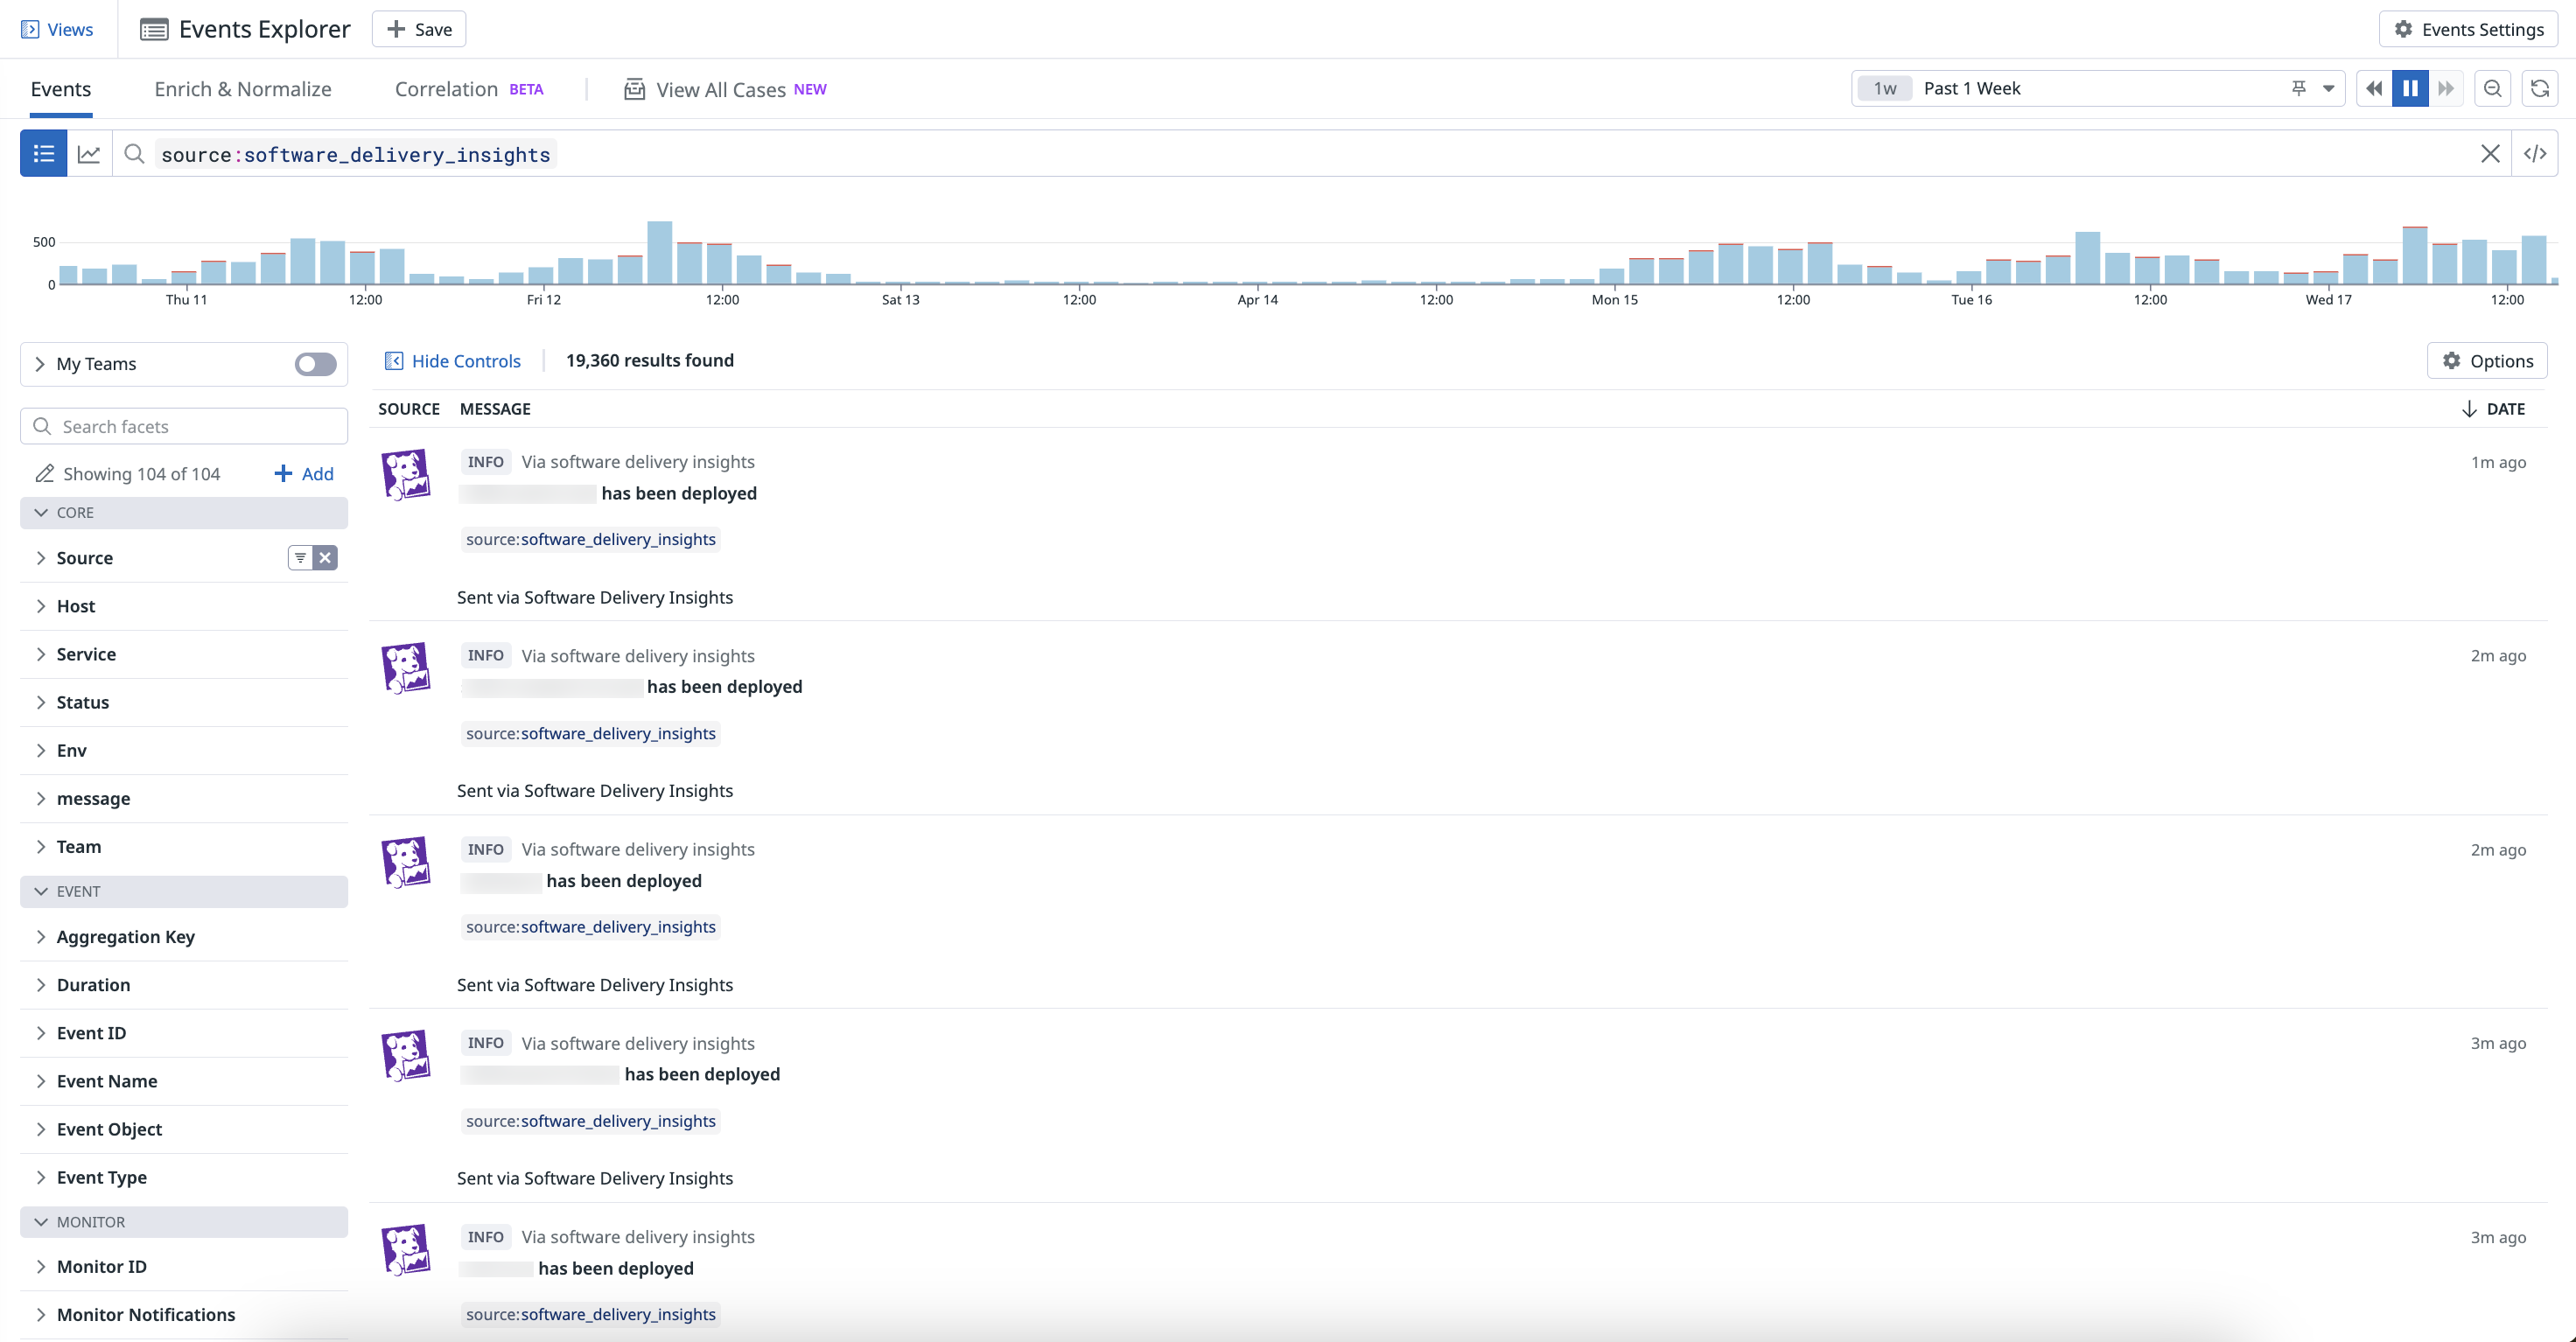 Views
Events Explorer
Save
Events Settings
Events
Enrich & Normalize
Correlation BETA
View All Cases NEW
1w Past 1 Week
source:software_delivery_insights
500
0
Thu 11 12:00 Fri 12 12:00 Sat 13 12:00 Apr 14 12:00 Mon 15 12:00 Tue 16 12:00 Wed 17 12:00
My Teams
Hide Controls
19,360 results found
Options
Search facets
Showing 104 of 104
Add
CORE
Source
Host
Service
Status
Env
message
Team
EVENT
Aggregation Key
Duration
Event ID
Event Name
Event Object
Event Type
MONITOR
Monitor ID
Monitor Notifications
SOURCE MESSAGE DATE
INFO Via software delivery insights 1m ago
has been deployed
source:software_delivery_insights
Sent via Software Delivery Insights
INFO Via software delivery insights 2m ago
has been deployed
source:software_delivery_insights
Sent via Software Delivery Insights
INFO Via software delivery insights 2m ago
has been deployed
source:software_delivery_insights
Sent via Software Delivery Insights
INFO Via software delivery insights 3m ago
has been deployed
source:software_delivery_insights
Sent via Software Delivery Insights
INFO Via software delivery insights 3m ago
has been deployed
source:software_delivery_insights